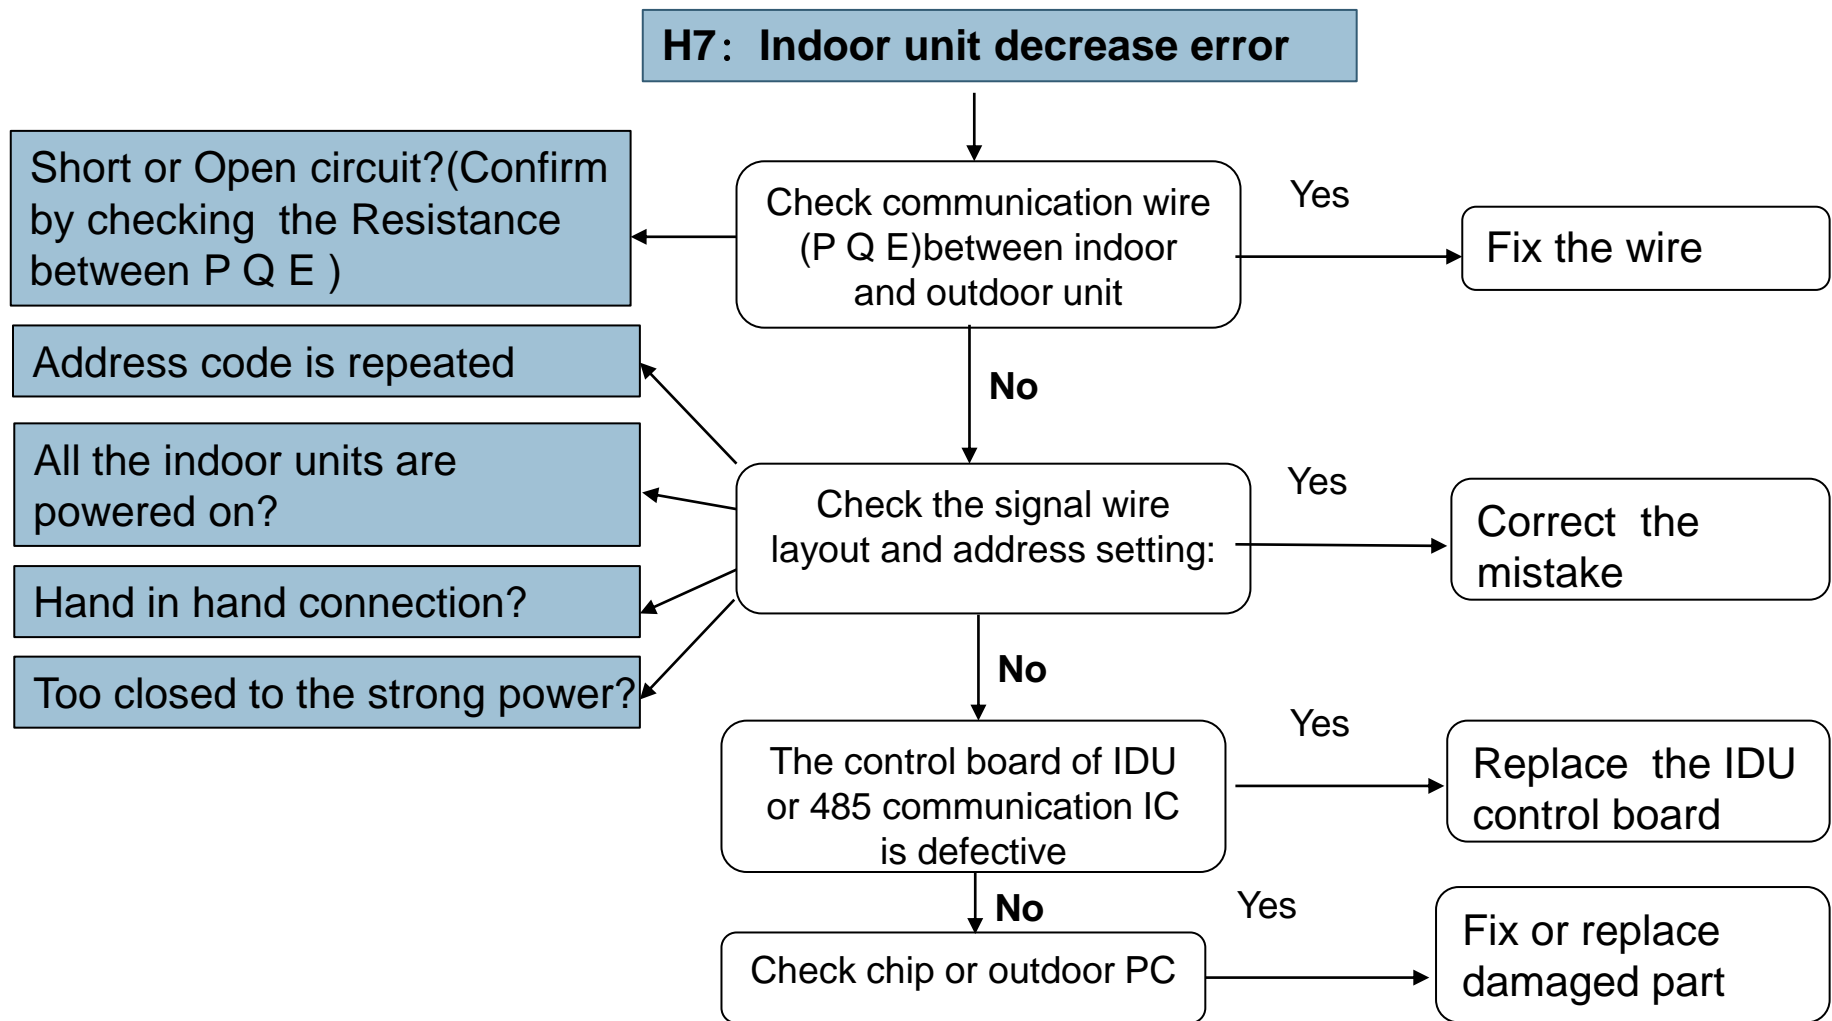 H7： Indoor unit decrease error
Short or Open circuit?(Confirm
by checking the Resistance
between P Q E )
Check communication wire
(P Q E)between indoor
and outdoor unit
Yes
Fix the wire
Address code is repeated
No
All the indoor units are
powered on?
Check the signal wire
layout and address setting:
Yes
Correct the
mistake
Hand in hand connection?
Too closed to the strong power?
No
The control board of IDU
or 485 communication IC
is defective
Yes
Replace the IDU
control board
No
Check chip or outdoor PC
Yes
Fix or replace
damaged part